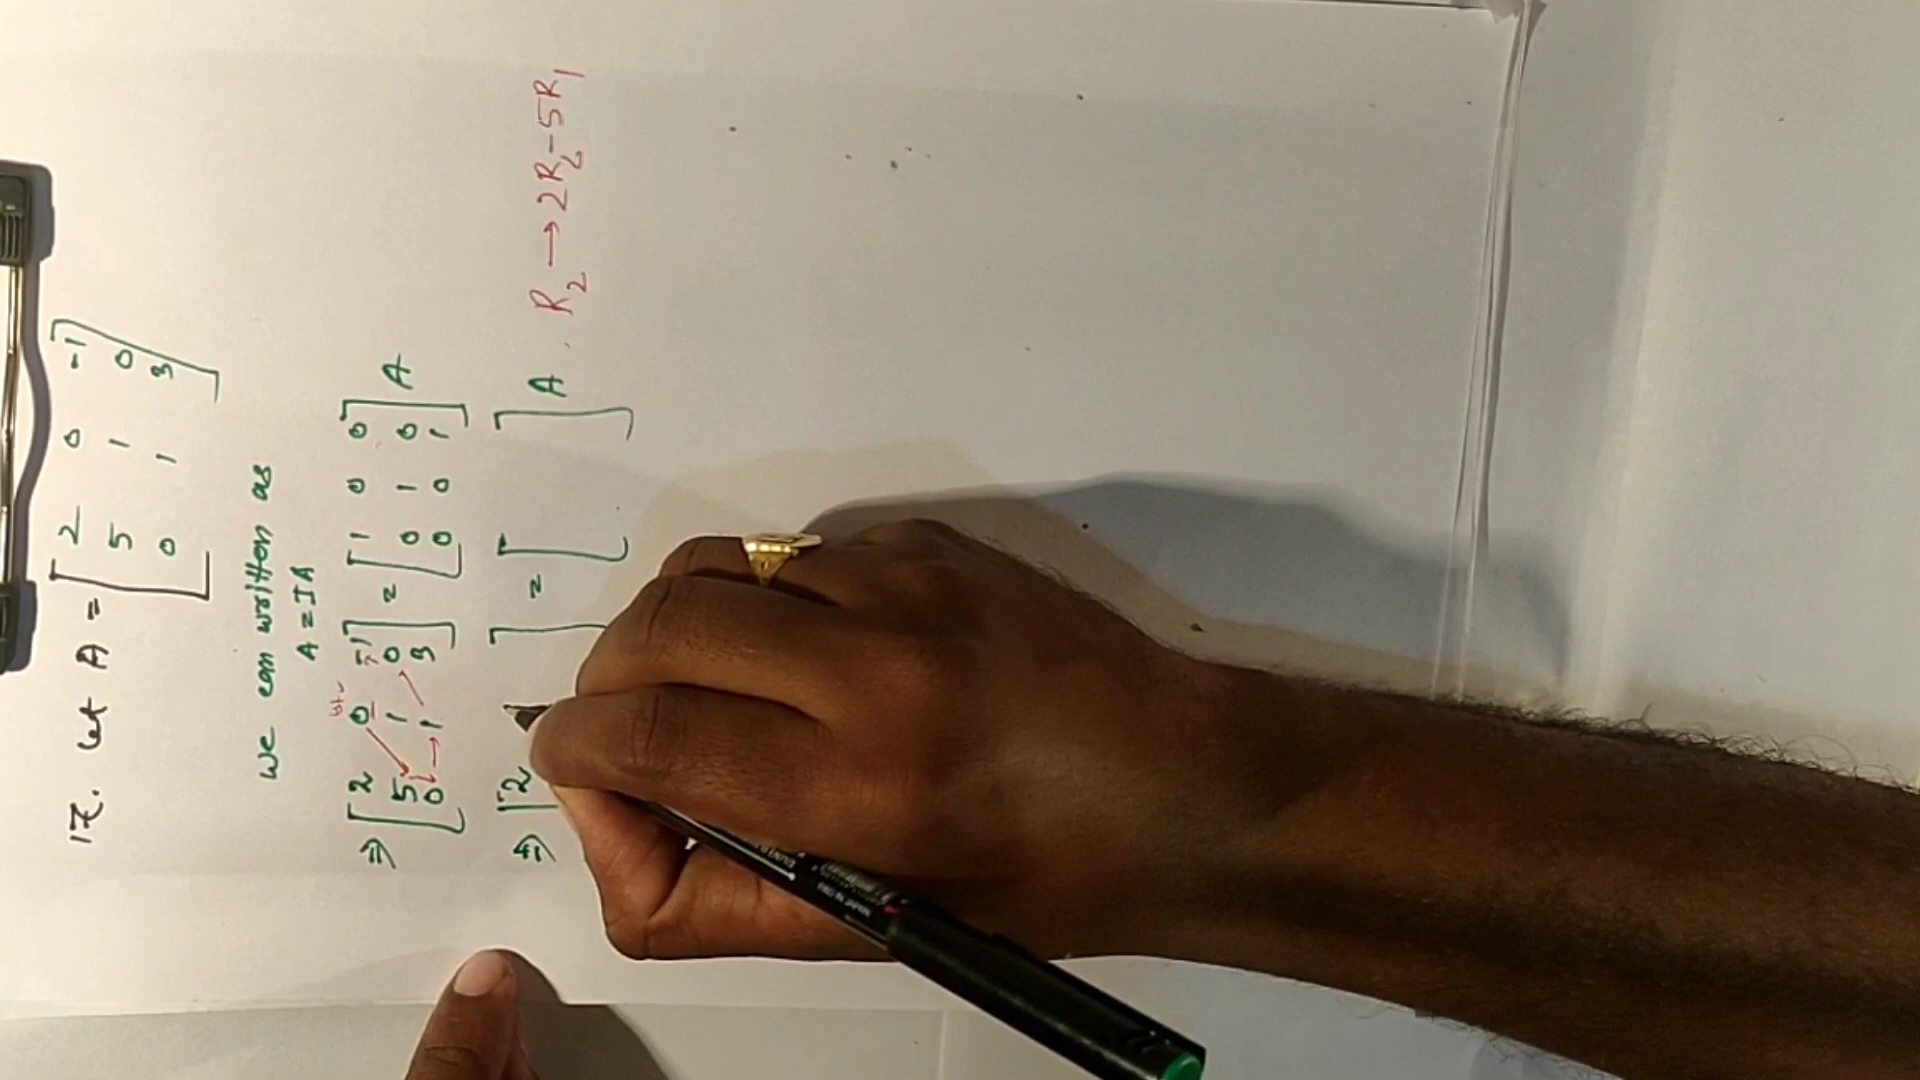 17. Let A = [ 2 0 -1
5 1 0
0 1 3 ]
we can written as
A = IA
⇒ [ 2 0 -1 ] = [ 1 0 0 ] A
5 1 0 0 1 0
0 1 3 0 0 1
⇒ [ 2 ] = [ ] A . R2 → 2R2 - 5R1